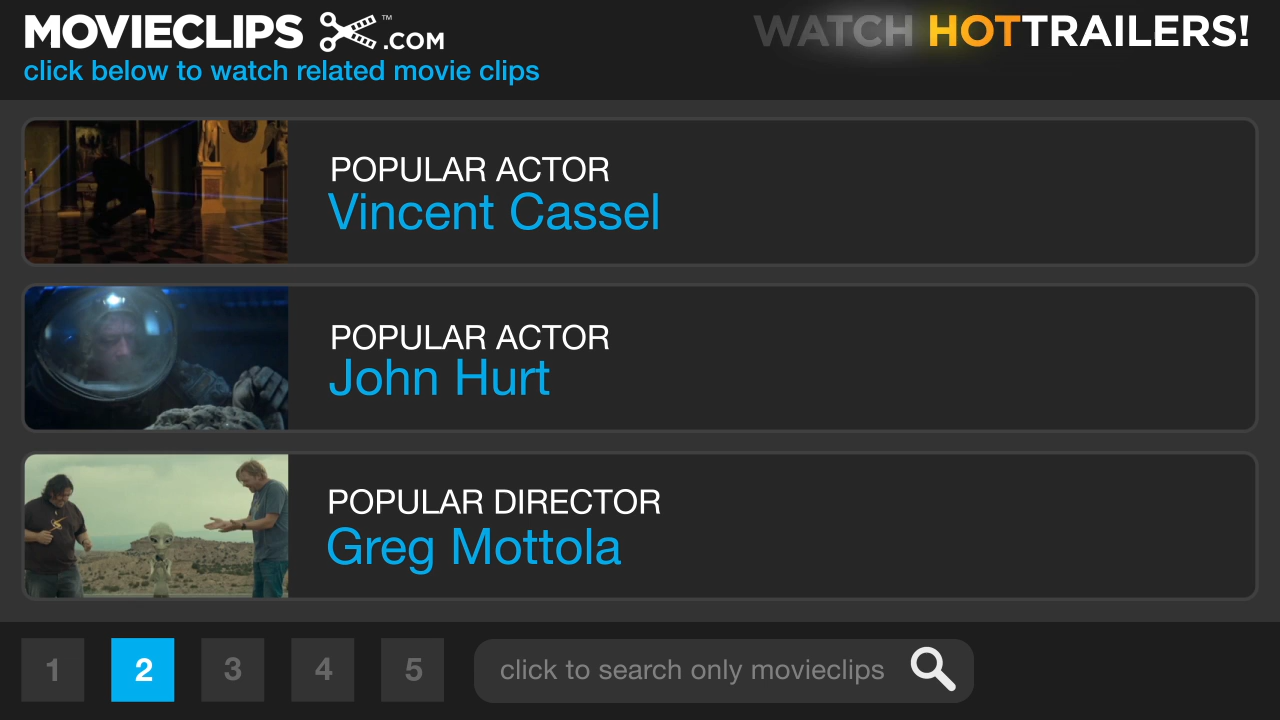 MOVIECLIPS ™ .COM
WATCH HOTTRAILERS!
click below to watch related movie clips
POPULAR ACTOR
Vincent Cassel
POPULAR ACTOR
John Hurt
POPULAR DIRECTOR
Greg Mottola
1 2 3 4 5 click to search only movieclips